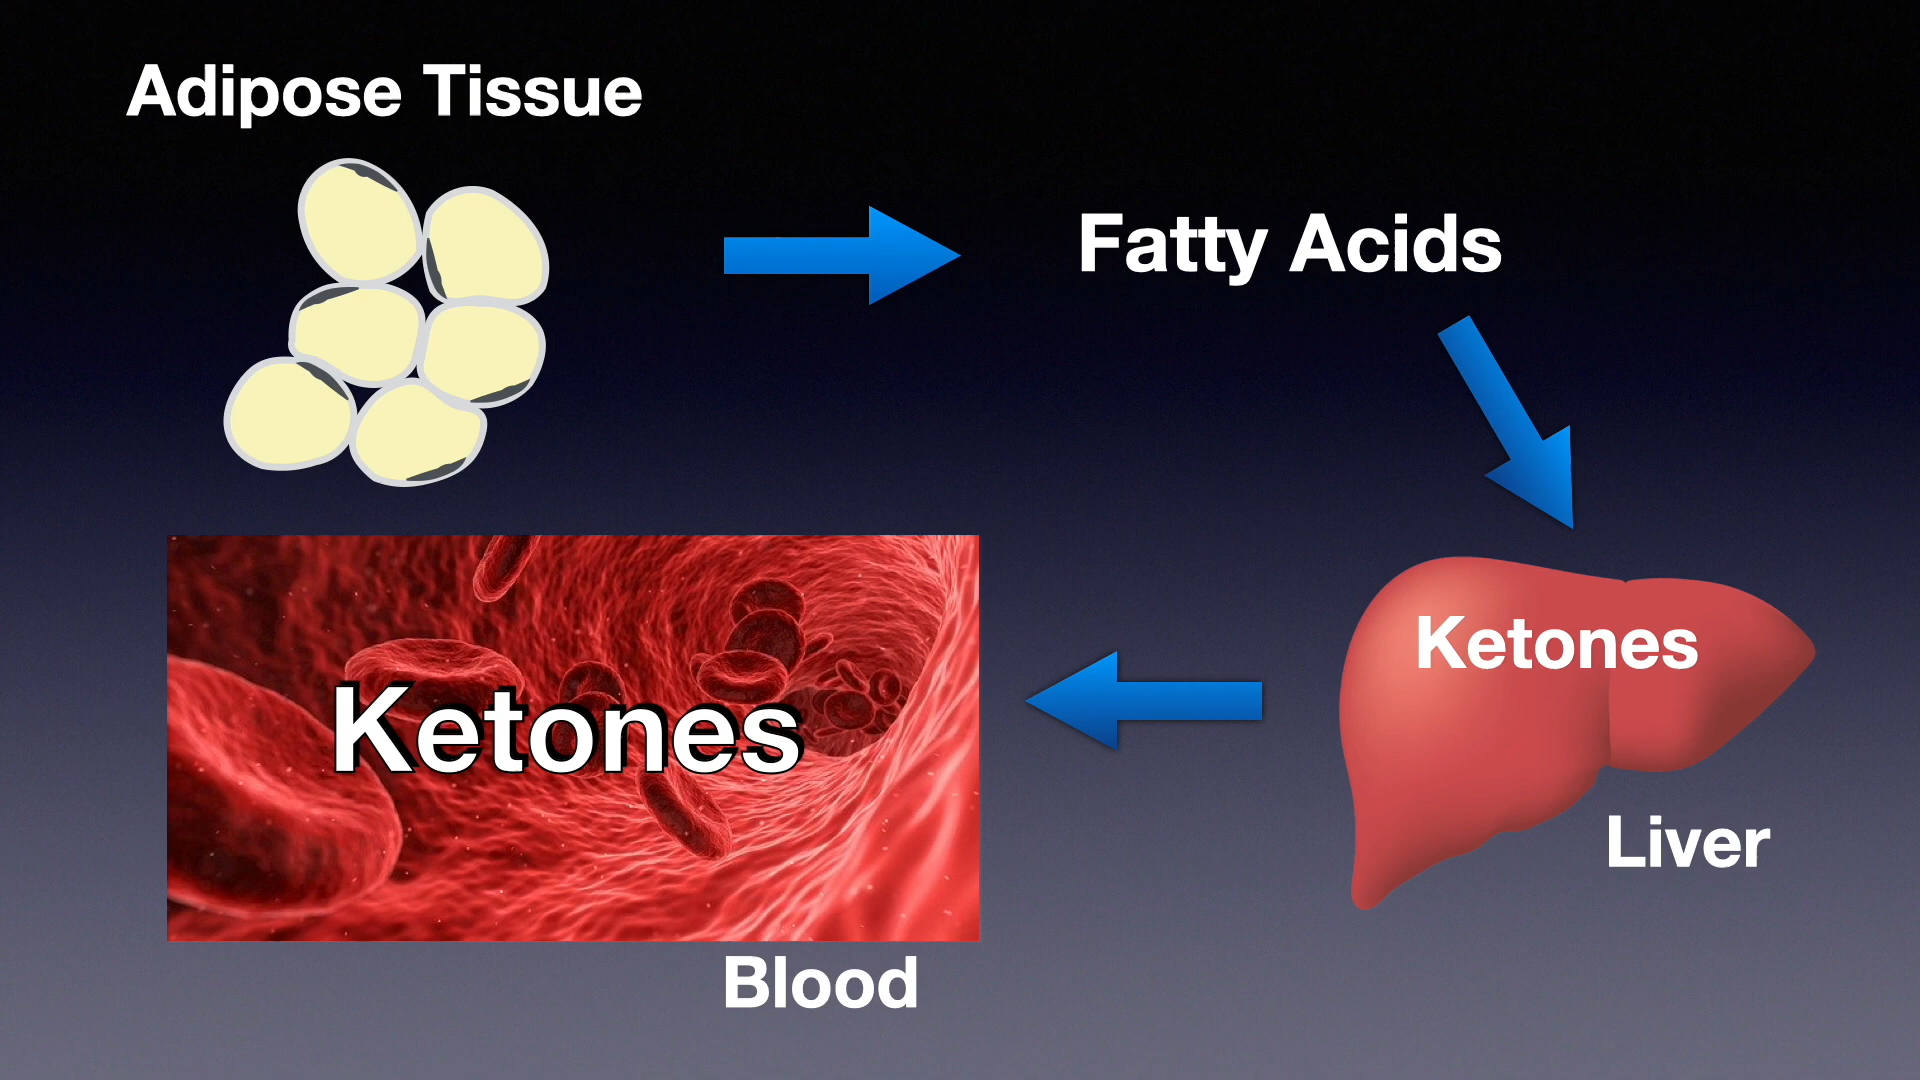 Adipose Tissue
Fatty Acids
Ketones
Liver
Ketones
Blood